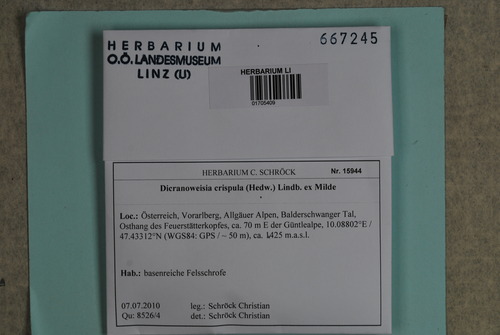 HERBARIUM
O.Ö. LANDESMUSEUM
LINZ (U)
667245
HERBARIUM LI
01705409
HERBARIUM C. SCHRÖCK Nr. 15944
Dicranoweisia crispula (Hedw.) Lindb. ex Milde
Loc.: Österreich, Vorarlberg, Allgäuer Alpen, Balderschwanger Tal,
Osthang des Feuerstätterkopfes, ca. 70 m E der Güntlealpe, 10.08802°E /
47.43312°N (WGS84: GPS / ~ 50 m), ca. 1425 m.a.s.l.
Hab.: basenreiche Felsschrofe
07.07.2010 leg.: Schröck Christian
Qu: 8526/4 det.: Schröck Christian